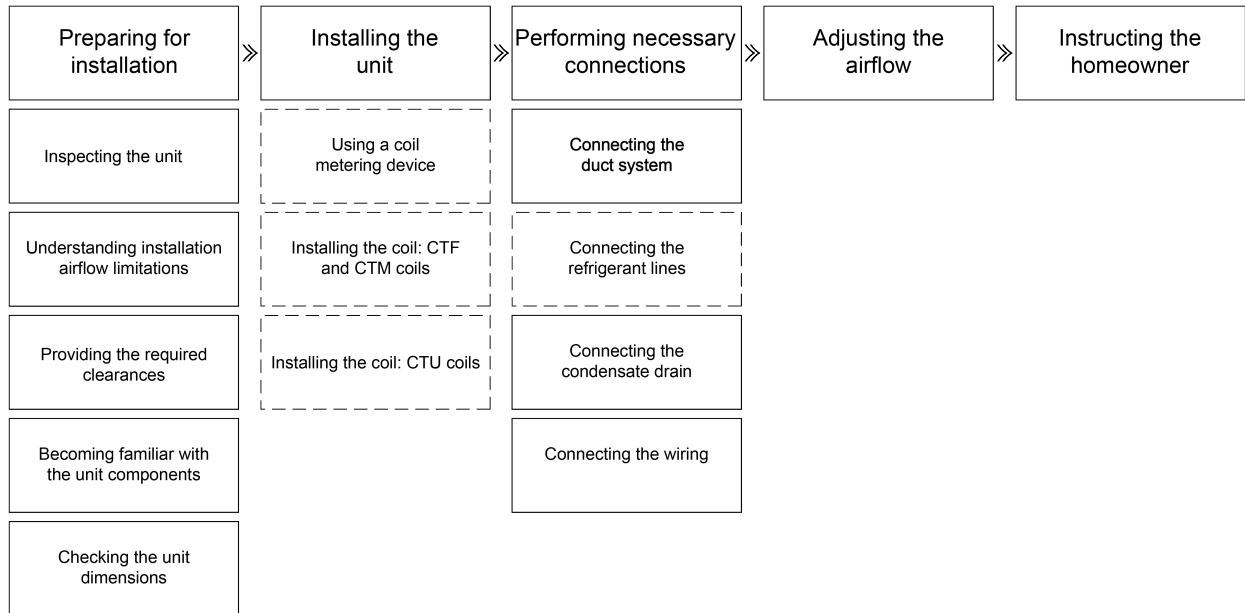 Preparing for
installation
Installing the
unit
Performing necessary
connections
Adjusting the
airflow
Instructing the
homeowner
Inspecting the unit
Understanding installation
airflow limitations
Providing the required
clearances
Becoming familiar with
the unit components
Checking the unit
dimensions
Using a coil
metering device
Installing the coil: CTF
and CTM coils
Installing the coil: CTU coils
Connecting the
duct system
Connecting the
refrigerant lines
Connecting the
condensate drain
Connecting the wiring